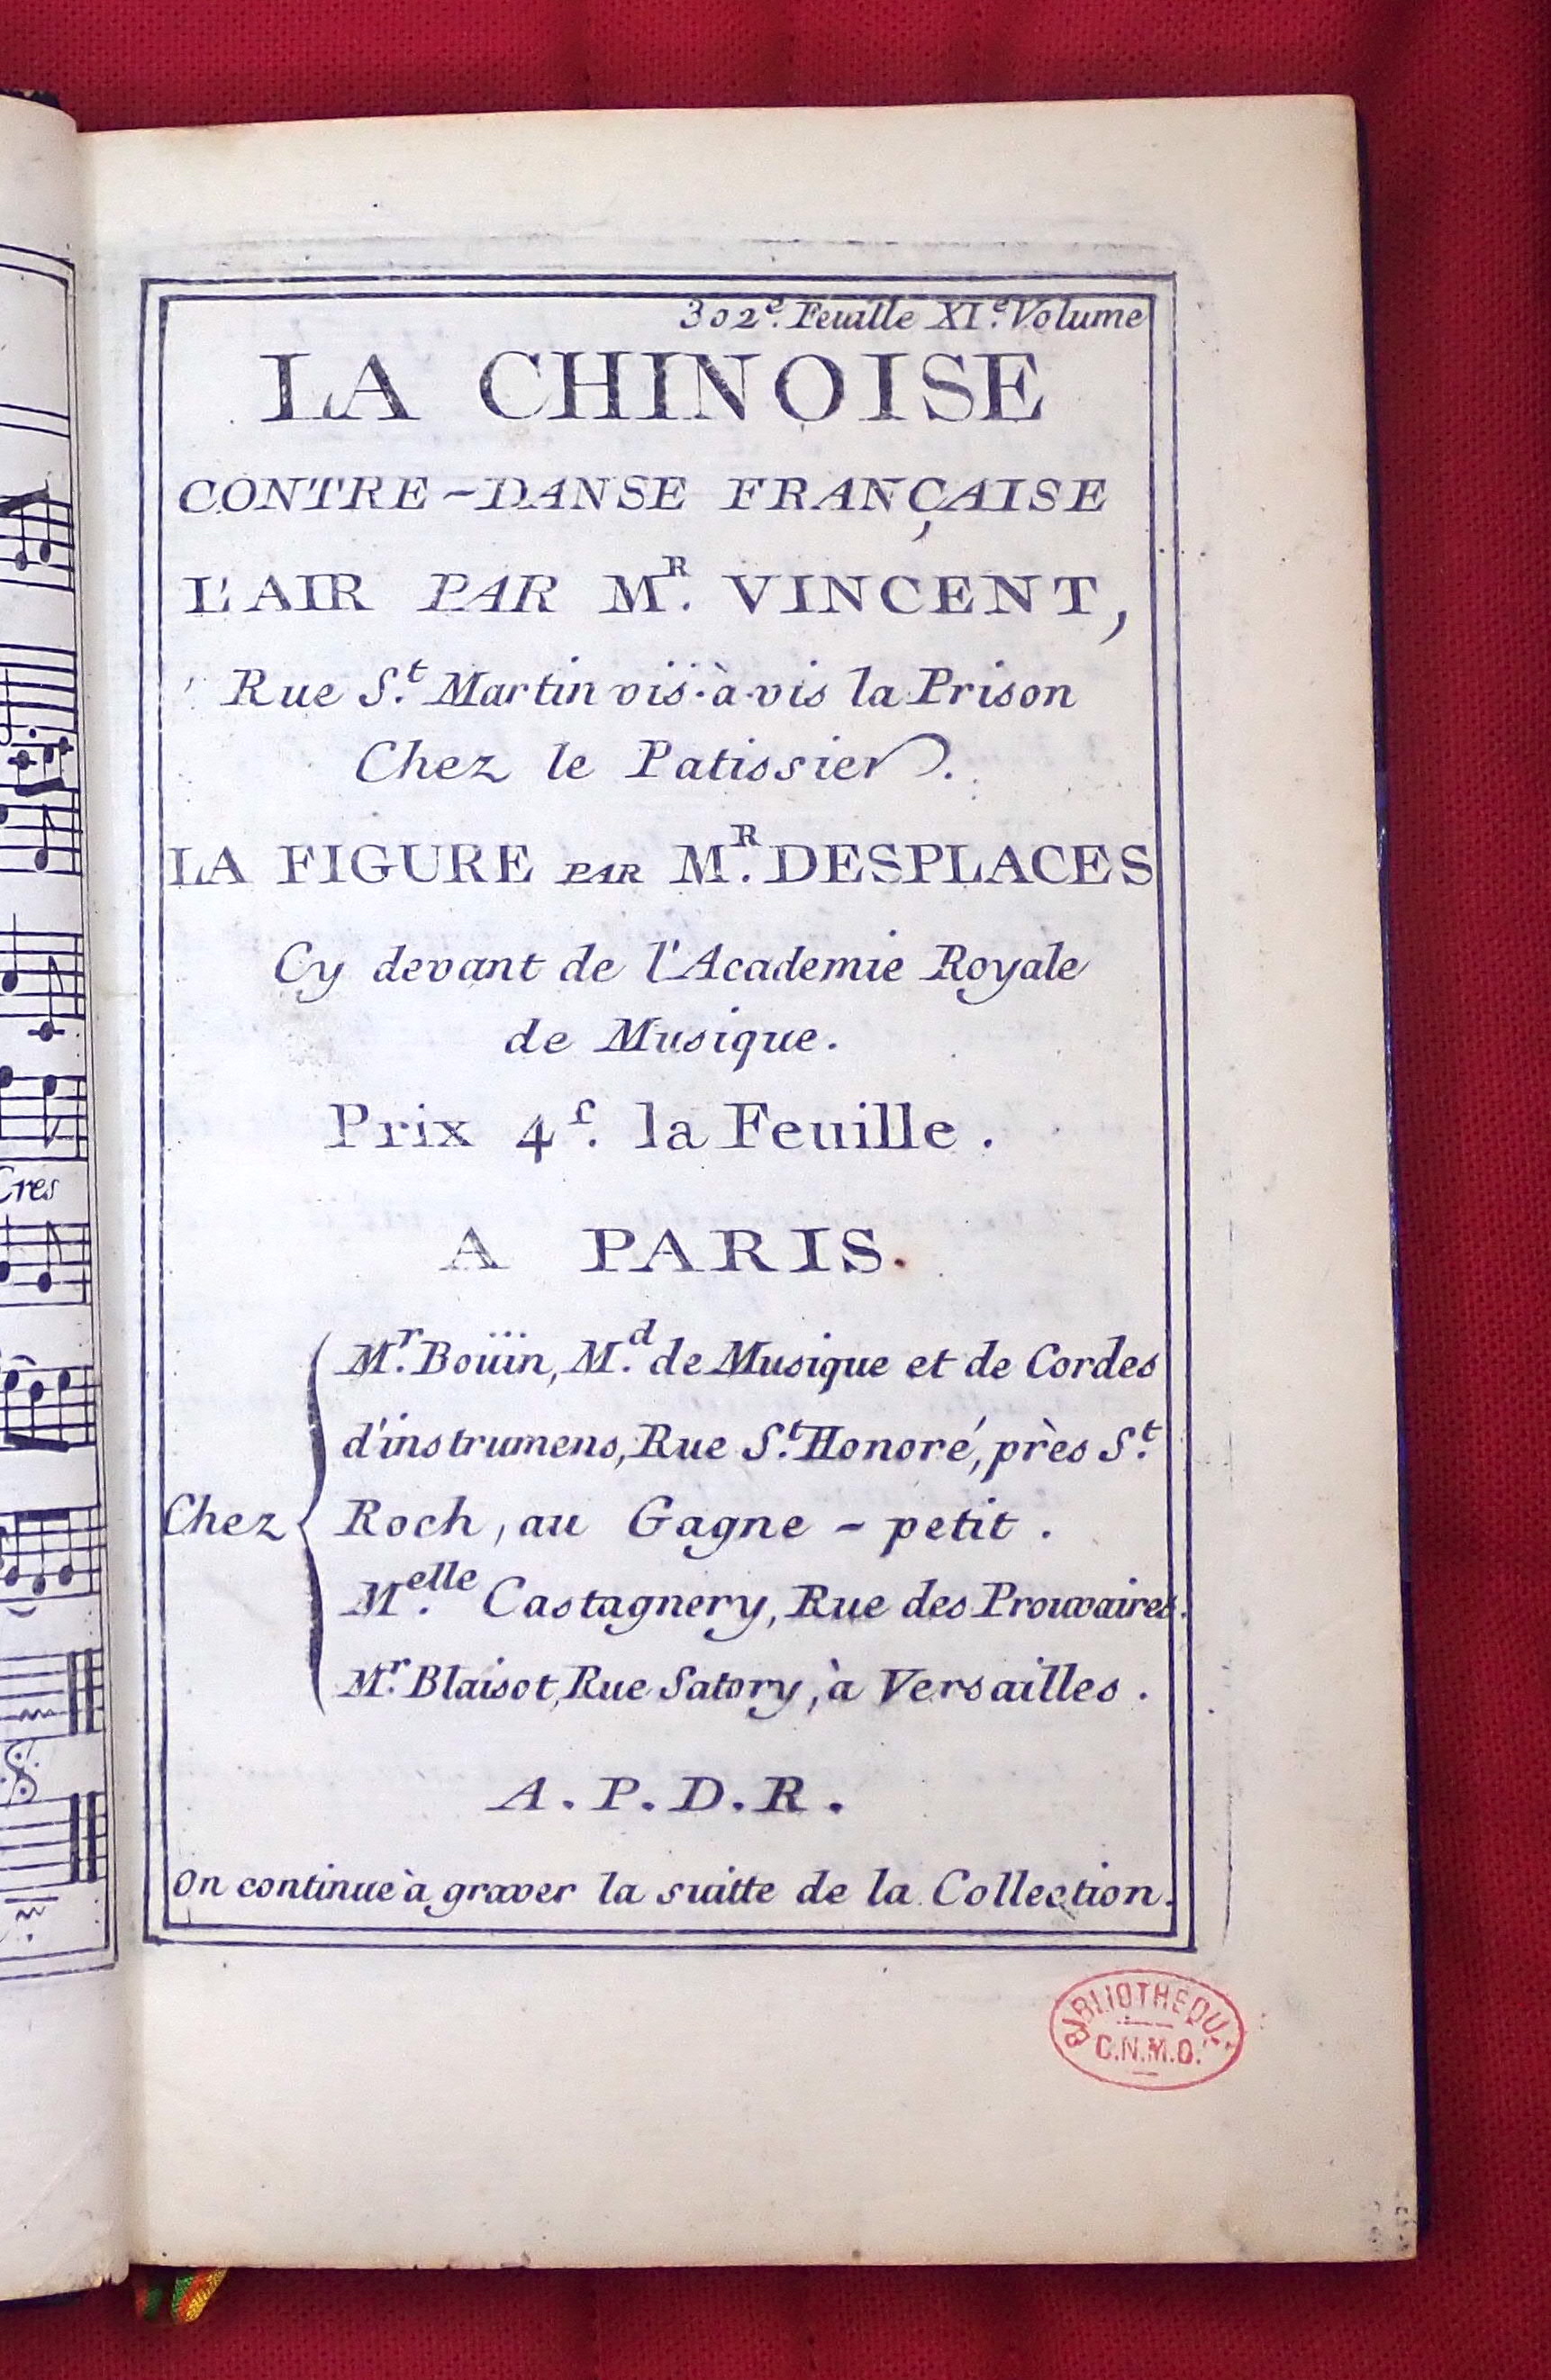 Cres
302e. Feuille XIe. Volume
LA CHINOISE
CONTRE-DANSE FRANÇAISE
L'AIR PAR MR. VINCENT,
Rue St. Martin vis-à-vis la Prison
Chez le Patissier.
LA FIGURE PAR MR. DESPLACES
Cy devant de l'Academie Royale
de Musique.
Prix 4s. la Feuille.
A PARIS.
Mr. Boüin, Md. de Musique et de Cordes
d'instrumens, Rue St. Honoré, près St.
Chez Roch, au Gagne-petit.
Melle. Castagnery, Rue des Prouvaires.
Mr. Blaisot, Rue Satory, à Versailles.
A.P.D.R.
On continue à graver la suitte de la Collection.
C.N.M.D.